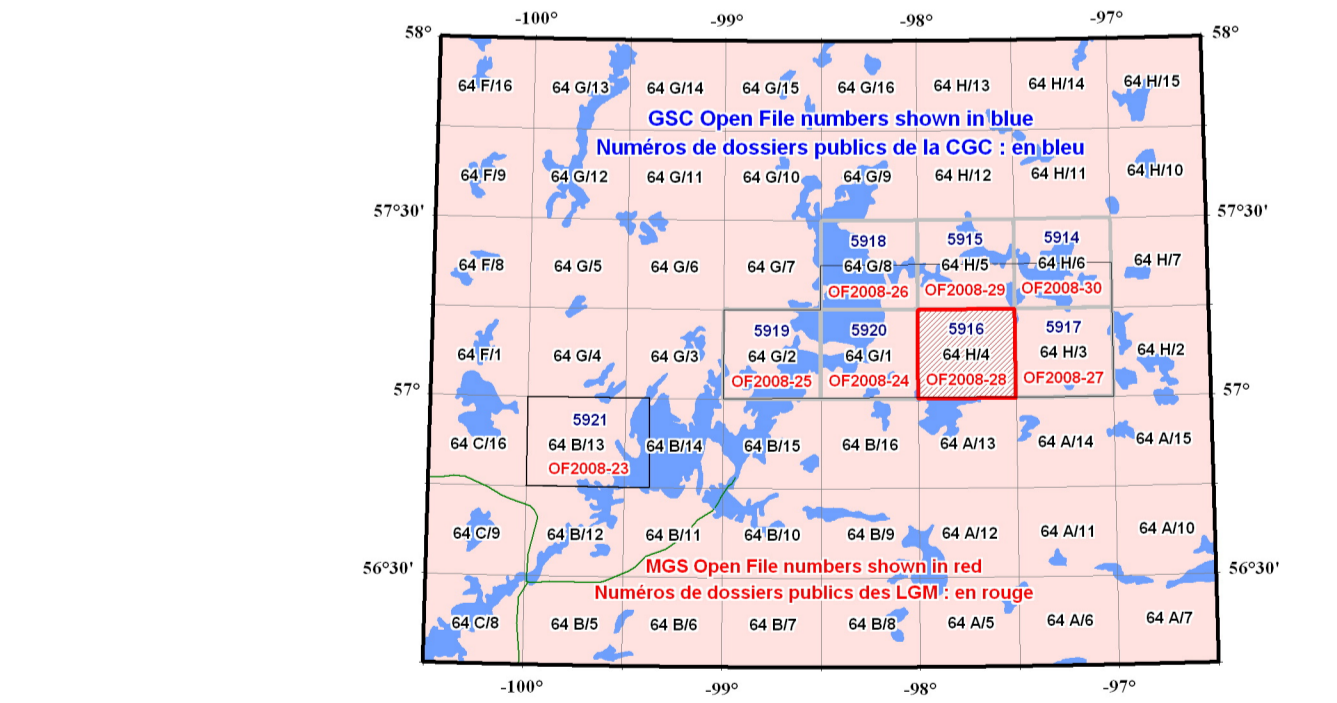 -100° -99° -98° -97°
58° 58°
64 F/16 64 G/13 64 G/14 64 G/15 64 G/16 64 H/13 64 H/14 64 H/15
GSC Open File numbers shown in blue
Numéros de dossiers publics de la CGC : en bleu
64 F/9 64 G/12 64 G/11 64 G/10 64 G/9 64 H/12 64 H/11 64 H/10
57°30' 57°30'
5918 5915 5914
64 F/8 64 G/5 64 G/6 64 G/7 64 G/8 64 H/5 64 H/6 64 H/7
OF2008-26 OF2008-29 OF2008-30
5919 5920 5916 5917
64 F/1 64 G/4 64 G/3 64 G/2 64 G/1 64 H/4 64 H/3 64 H/2
OF2008-25 OF2008-24 OF2008-28 OF2008-27
57° 57°
5921
64 C/16 64 B/13 64 B/14 64 B/15 64 B/16 64 A/13 64 A/14 64 A/15
OF2008-23
64 C/9 64 B/12 64 B/11 64 B/10 64 B/9 64 A/12 64 A/11 64 A/10
56°30' 56°30'
MGS Open File numbers shown in red
Numéros de dossiers publics des LGM : en rouge
64 C/8 64 B/5 64 B/6 64 B/7 64 B/8 64 A/5 64 A/6 64 A/7
-100° -99° -98° -97°